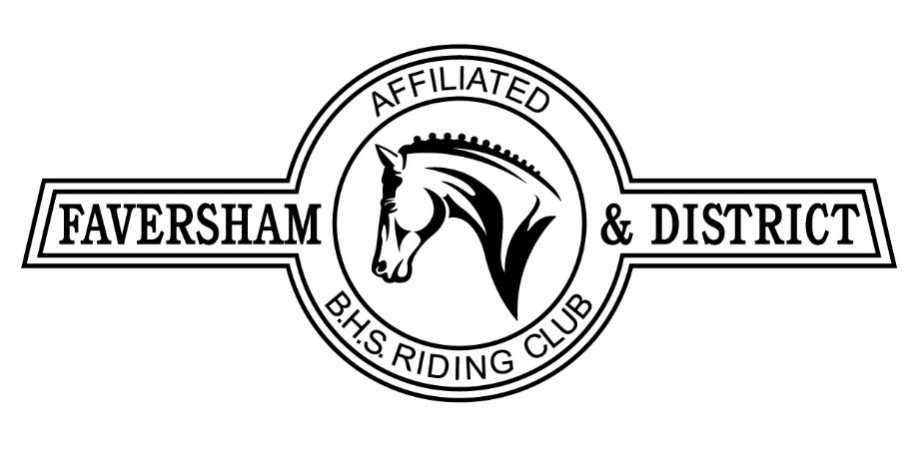 AFFILIATED
FAVERSHAM & DISTRICT
B.H.S. RIDING CLUB